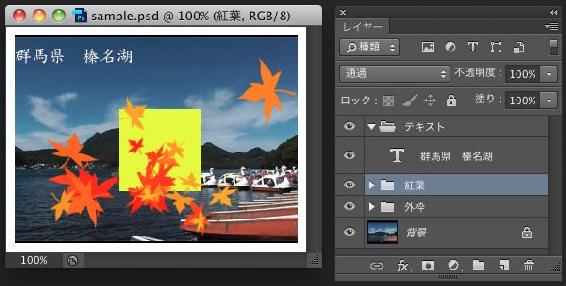 sample.psd @ 100% (紅葉, RGB/8)
群馬県 榛名湖
100%
レイヤー
種類
通過
不透明度: 100%
ロック:
塗り: 100%
テキスト
T 群馬県 榛名湖
紅葉
外枠
背景
fx